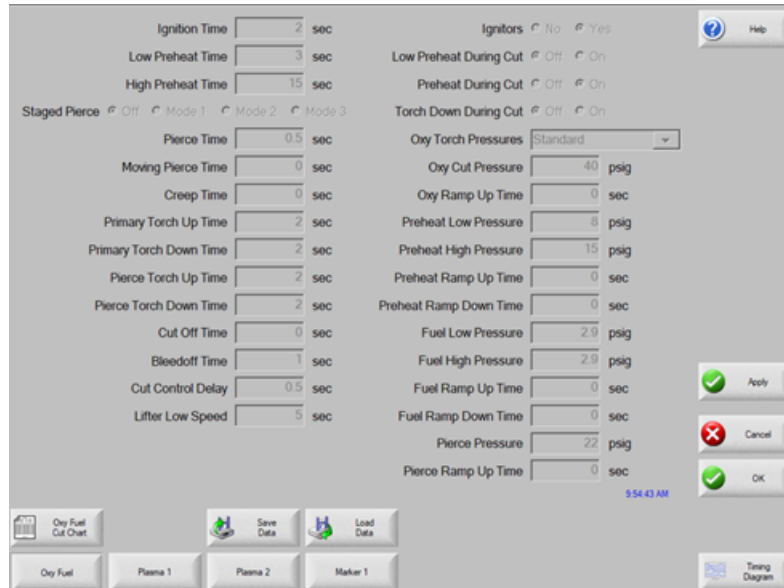 Ignition Time 2 sec
Low Preheat Time 3 sec
High Preheat Time 15 sec
Staged Pierce Off Mode 1 Mode 2 Mode 3
Pierce Time 0.5 sec
Moving Pierce Time 0 sec
Creep Time 0 sec
Primary Torch Up Time 2 sec
Primary Torch Down Time 2 sec
Pierce Torch Up Time 2 sec
Pierce Torch Down Time 2 sec
Cut Off Time 0 sec
Bleedoff Time 1 sec
Cut Control Delay 0.5 sec
Lifter Low Speed 5 sec
Ignitors No Yes
Low Preheat During Cut Off On
Preheat During Cut Off On
Torch Down During Cut Off On
Oxy Torch Pressures Standard
Oxy Cut Pressure 40 psig
Oxy Ramp Up Time 0 sec
Preheat Low Pressure 8 psig
Preheat High Pressure 15 psig
Preheat Ramp Up Time 0 sec
Preheat Ramp Down Time 0 sec
Fuel Low Pressure 2.9 psig
Fuel High Pressure 2.9 psig
Fuel Ramp Up Time 0 sec
Fuel Ramp Down Time 0 sec
Pierce Pressure 22 psig
Pierce Ramp Up Time 0 sec
9:54:43 AM
Help
Apply
Cancel
OK
Oxy Fuel
Cut Chart
Save
Data
Load
Data
Oxy Fuel
Plasma 1
Plasma 2
Marker 1
Timing
Diagram